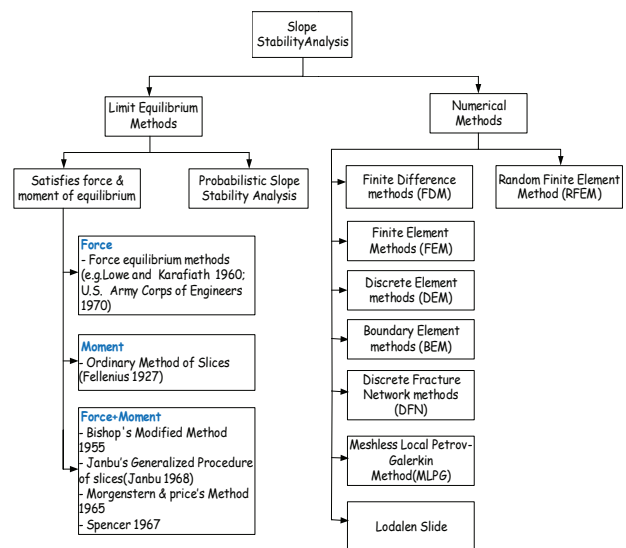 Slope
StabilityAnalysis
Limit Equilibrium
Methods
Numerical
Methods
Satisfies force &
moment of equilibrium
Probabilistic Slope
Stability Analysis
Finite Difference
methods (FDM)
Random Finite Element
Method (RFEM)
Force
- Force equilibrium methods
(e.g.Lowe and Karafiath 1960;
U.S. Army Corps of Engineers
1970)
Moment
- Ordinary Method of Slices
(Fellenius 1927)
Force+Moment
- Bishop's Modified Method
1955
- Janbu's Generalized Procedure
of slices(Janbu 1968)
- Morgenstern & price's Method
1965
- Spencer 1967
Finite Element
Methods (FEM)
Discrete Element
methods (DEM)
Boundary Element
methods (BEM)
Discrete Fracture
Network methods
(DFN)
Meshless Local Petrov-
Galerkin
Method(MLPG)
Lodalen Slide